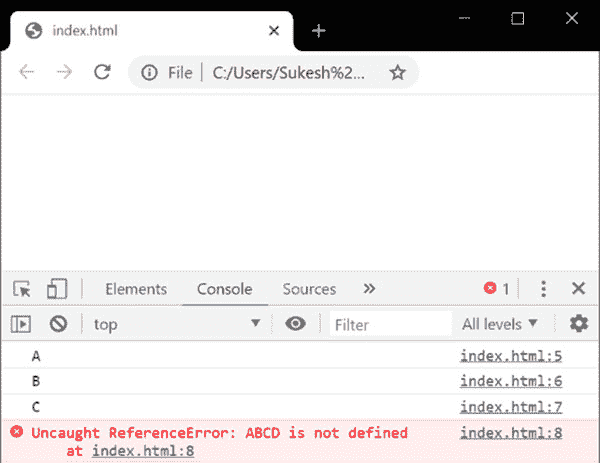 index.html
File C:/Users/Sukesh%2...
Elements Console Sources 1
top Filter All levels
A index.html:5
B index.html:6
C index.html:7
Uncaught ReferenceError: ABCD is not defined index.html:8
at index.html:8